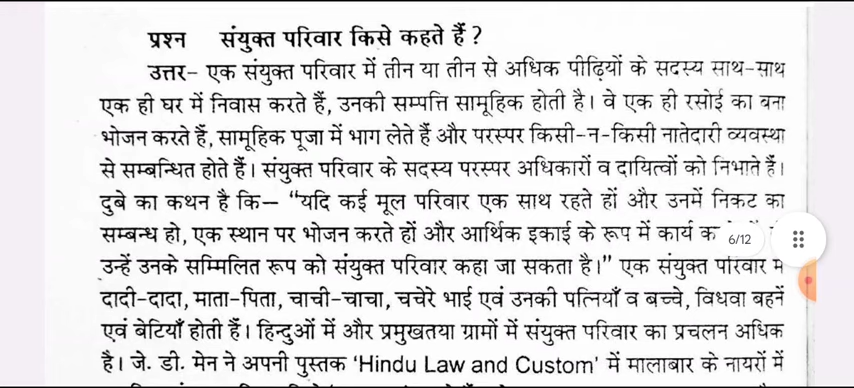 प्रश्न संयुक्त परिवार किसे कहते हैं ?
उत्तर– एक संयुक्त परिवार में तीन या तीन से अधिक पीढ़ियों के सदस्य साथ-साथ
एक ही घर में निवास करते हैं, उनकी सम्पत्ति सामूहिक होती है। वे एक ही रसोई का बना
भोजन करते हैं, सामूहिक पूजा में भाग लेते हैं और परस्पर किसी-न-किसी नातेदारी व्यवस्था
से सम्बन्धित होते हैं। संयुक्त परिवार के सदस्य परस्पर अधिकारों व दायित्वों को निभाते हैं।
दुबे का कथन है कि— “यदि कई मूल परिवार एक साथ रहते हों और उनमें निकट का
सम्बन्ध हो, एक स्थान पर भोजन करते हों और आर्थिक इकाई के रूप में कार्य
6/12
उन्हें उनके सम्मिलित रूप को संयुक्त परिवार कहा जा सकता है।” एक संयुक्त परिवार में
दादी-दादा, माता-पिता, चाची-चाचा, चचेरे भाई एवं उनकी पत्नियाँ व बच्चे, विधवा बहनें
एवं बेटियाँ होती हैं। हिन्दुओं में और प्रमुखतया ग्रामों में संयुक्त परिवार का प्रचलन अधिक
है। जे. डी. मेन ने अपनी पुस्तक ‘Hindu Law and Custom’ में मालाबार के नायरों में